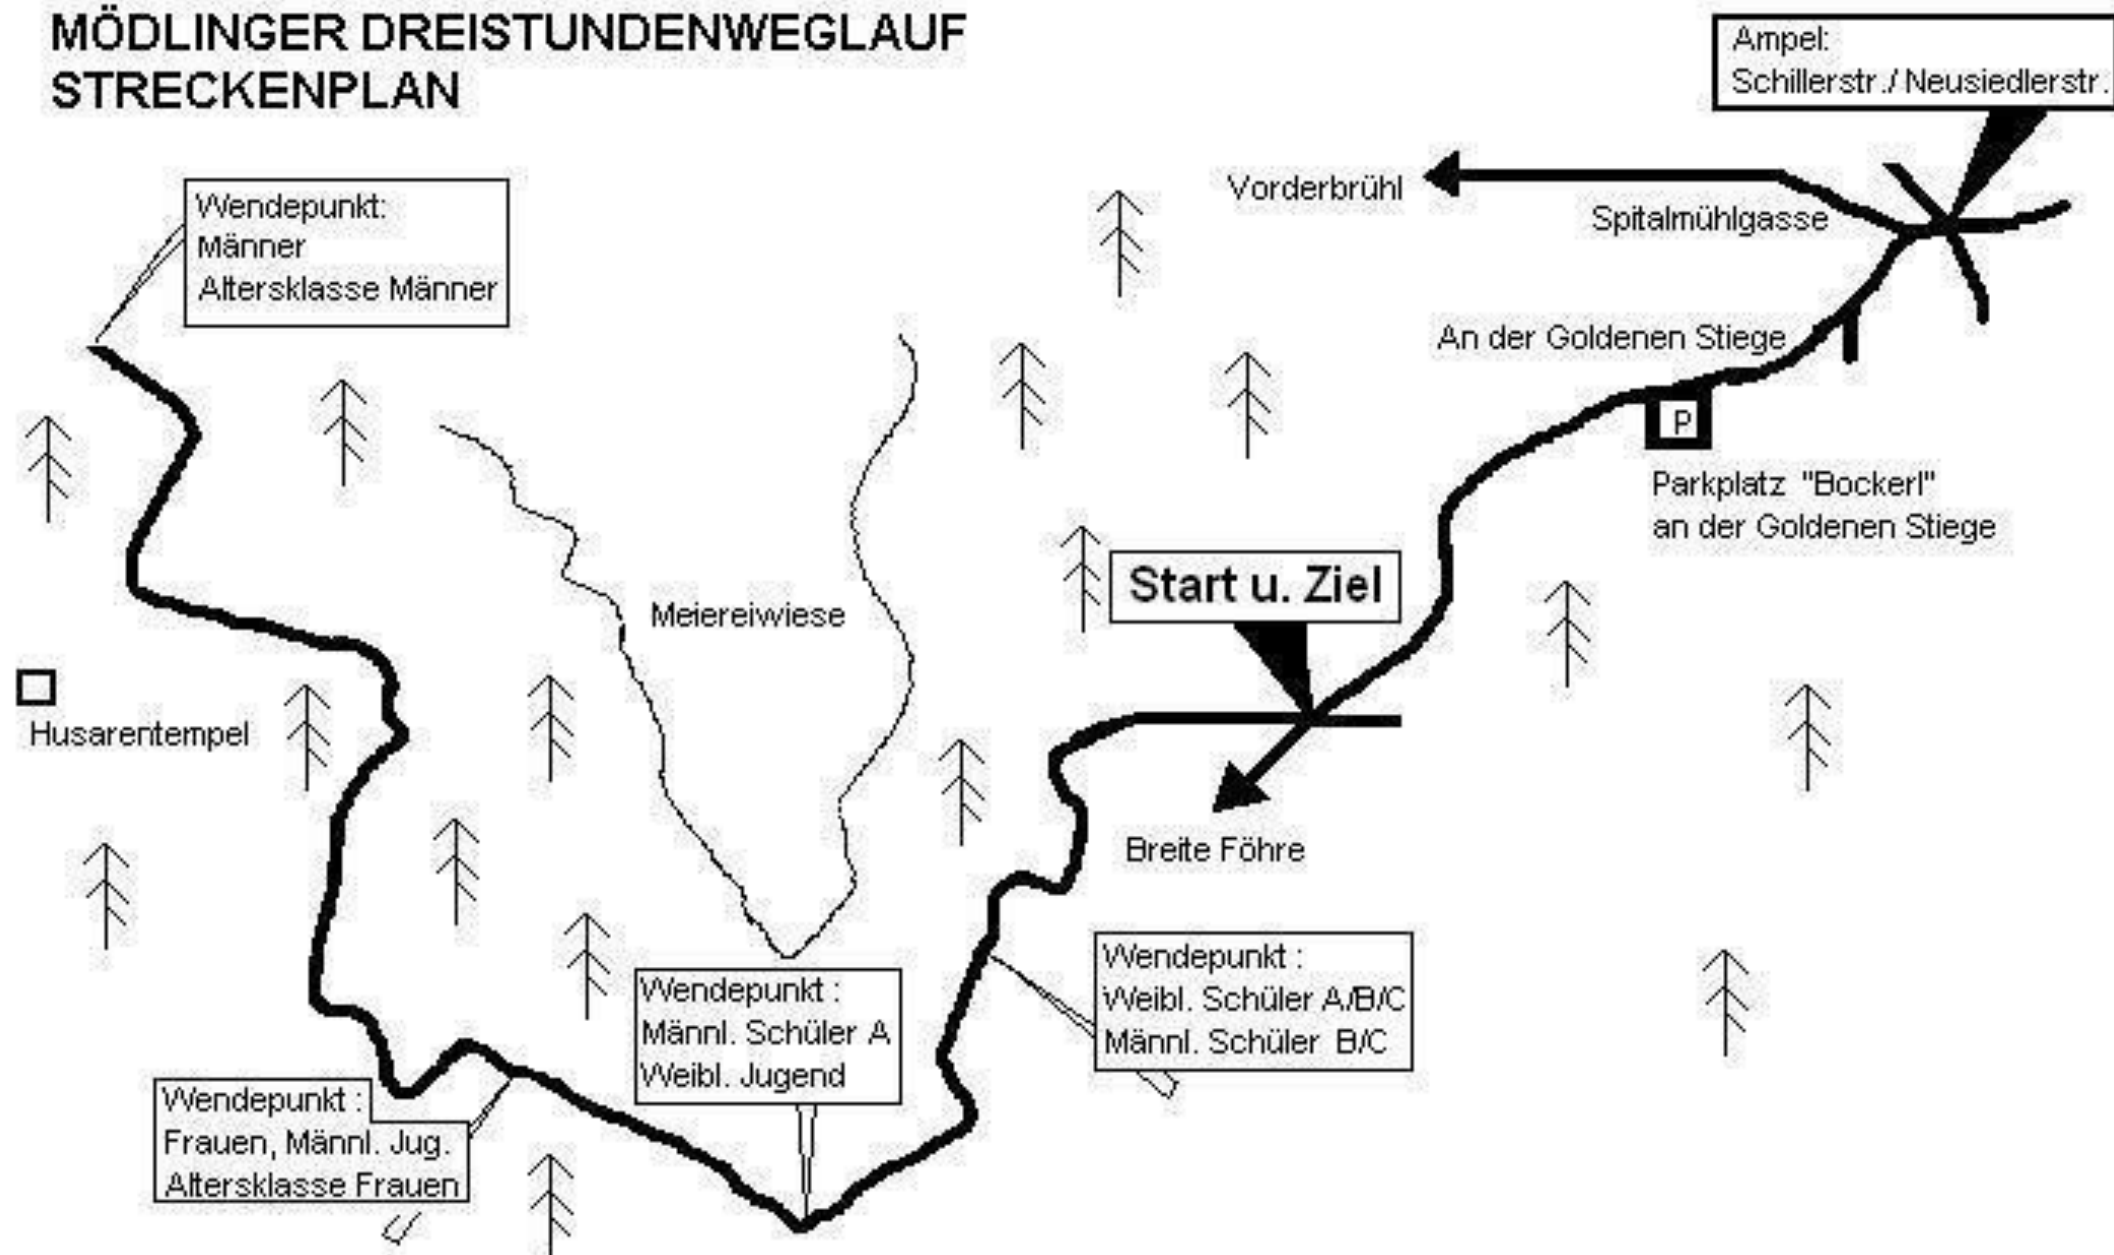 MÖDLINGER DREISTUNDENWEGLAUF
STRECKENPLAN
Ampel:
Schillerstr./ Neusiedlerstr.
Vorderbrühl
Spitalmühlgasse
Wendepunkt:
Männer
Altersklasse Männer
An der Goldenen Stiege
P
Parkplatz "Bockerl"
an der Goldenen Stiege
Start u. Ziel
Meiereiwiese
Husarentempel
Breite Föhre
Wendepunkt :
Weibl. Schüler A/B/C
Männl. Schüler B/C
Wendepunkt :
Männl. Schüler A
Weibl. Jugend
Wendepunkt :
Frauen, Männl. Jug.
Altersklasse Frauen